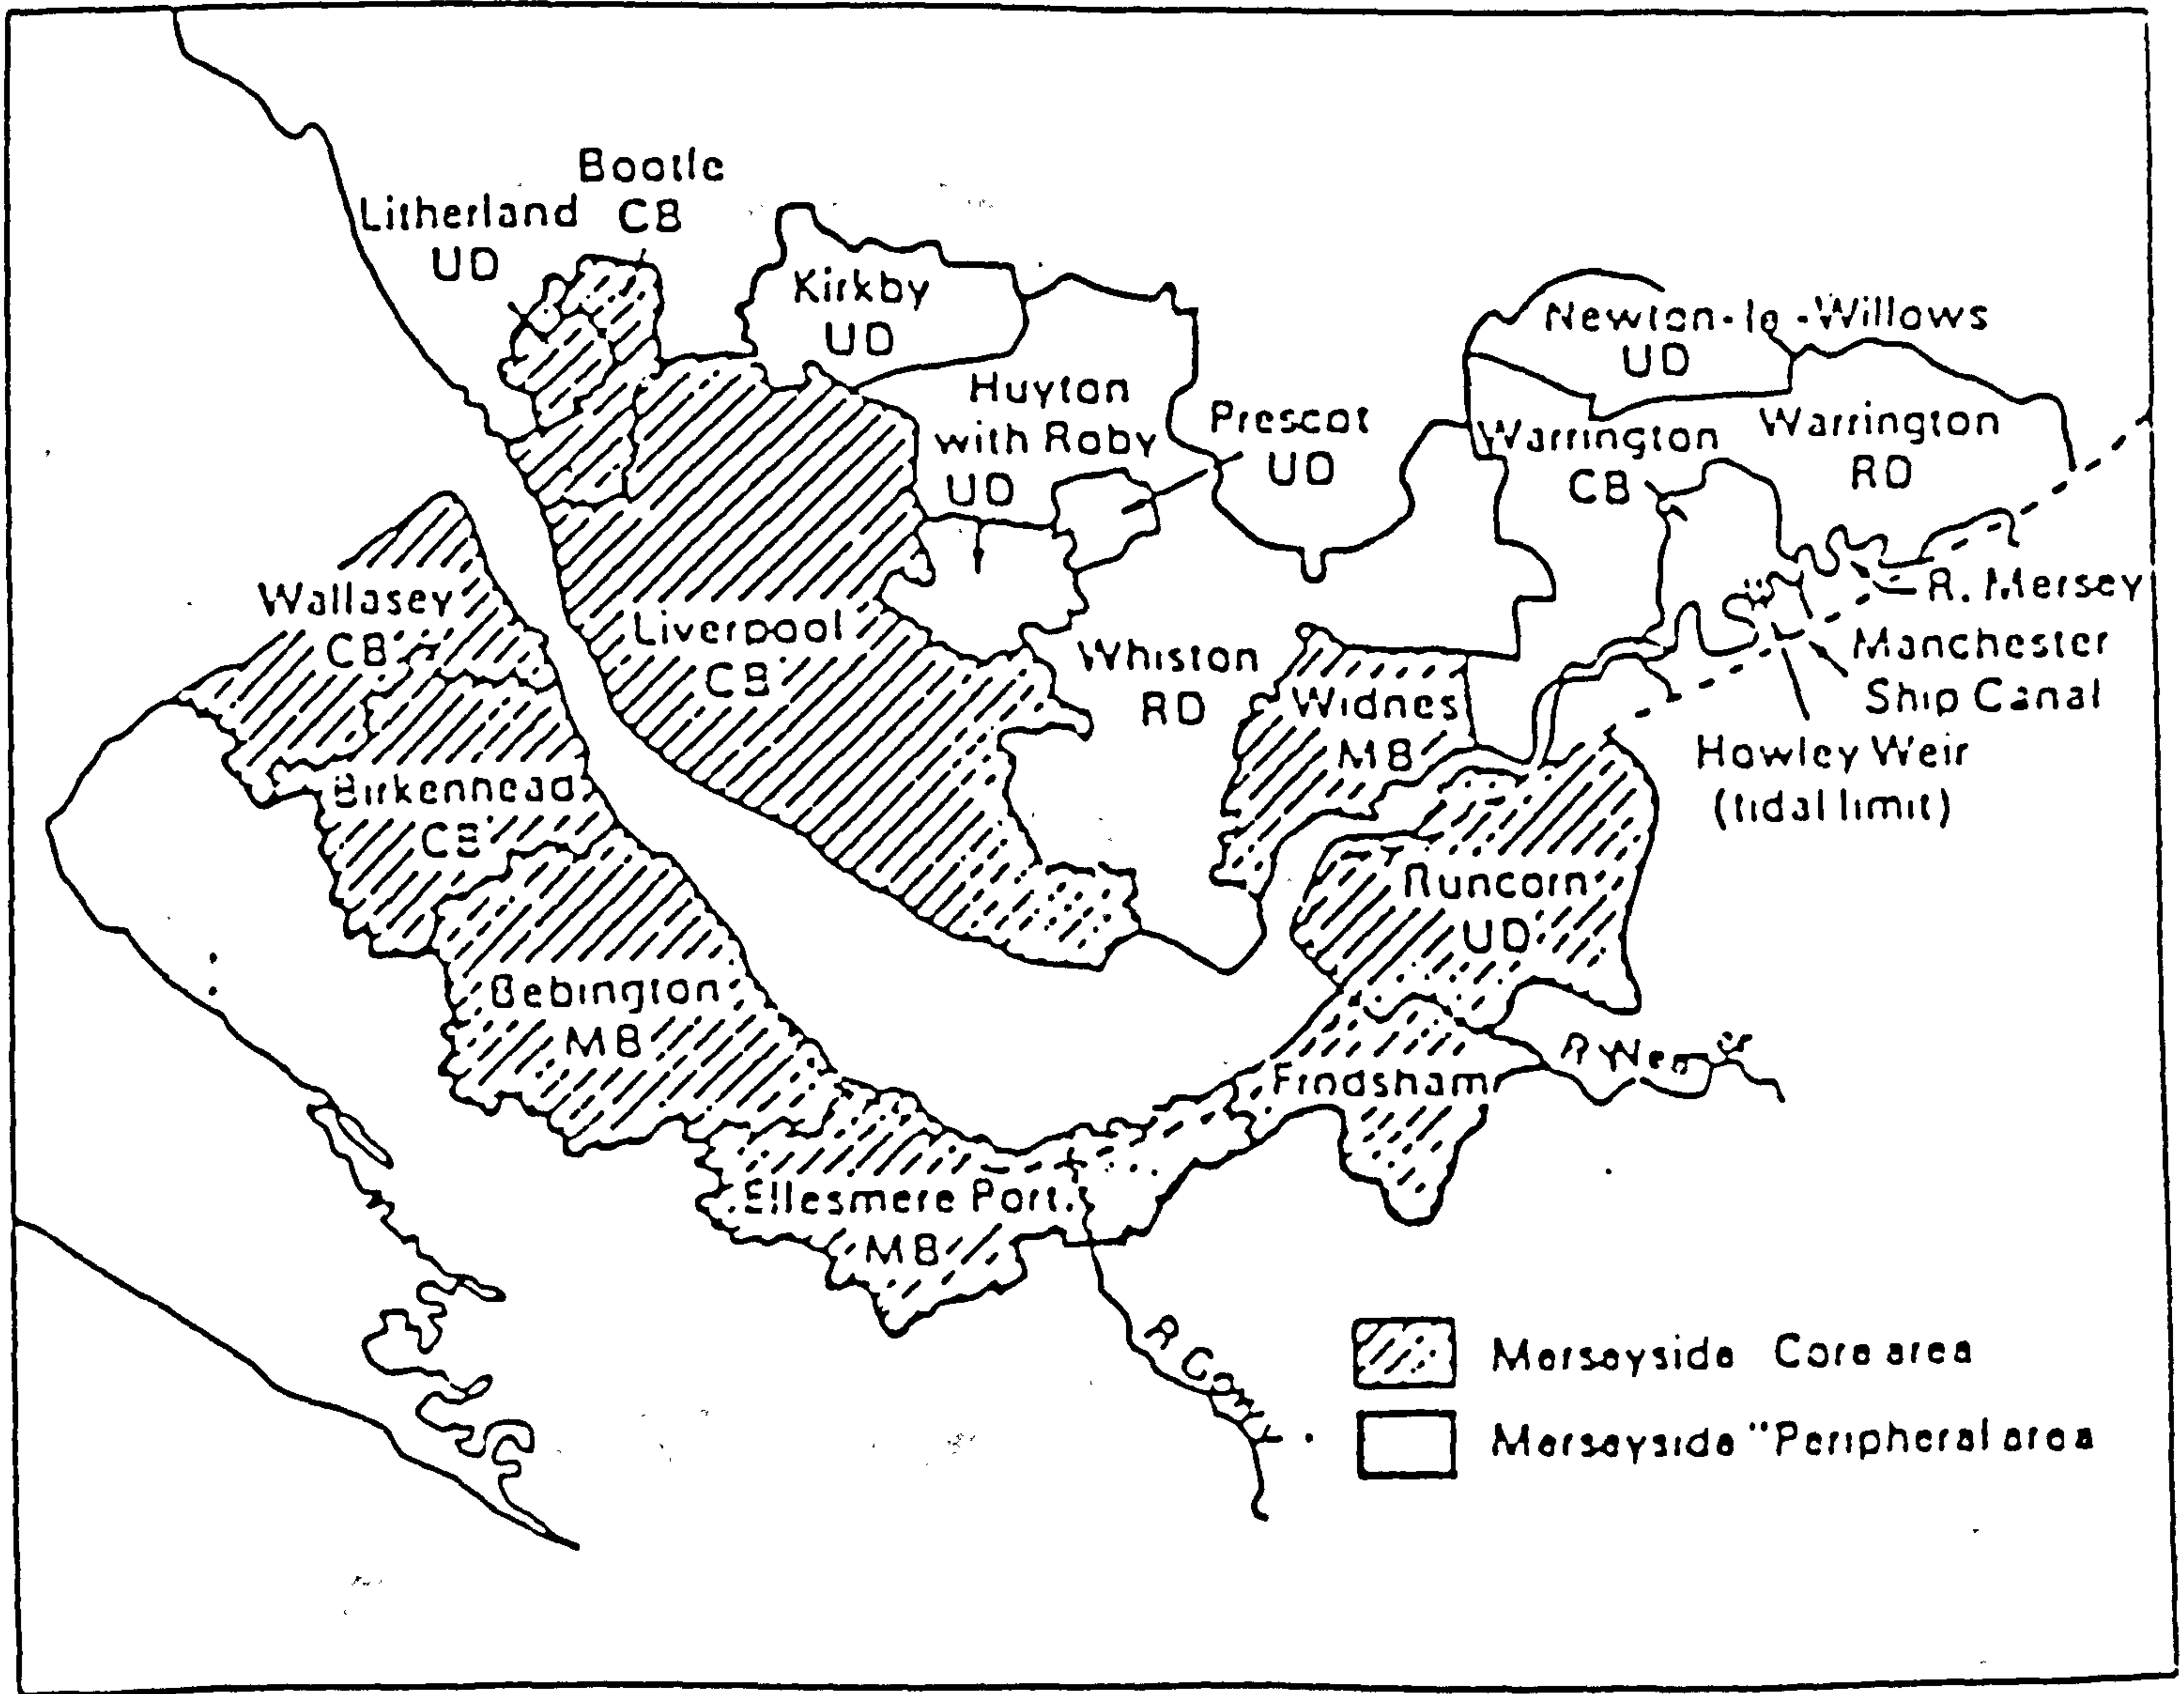 Bootle
CB
Litherland
UD
Kirkby
UD
Huyton
with Roby
UD
Prescot
UD
Newton-le-Willows
UD
Warrington
CB
Warrington
RD
R. Mersey
Manchester
Ship Canal
Howley Weir
(tidal limit)
Wallasey
CB
Liverpool
CB
Whiston
RD
Widnes
MB
Birkenhead
CB
Runcorn
UD
Bebington
MB
Frodsham
Ellesmere Port
MB
Merseyside Core area
Merseyside "Peripheral area